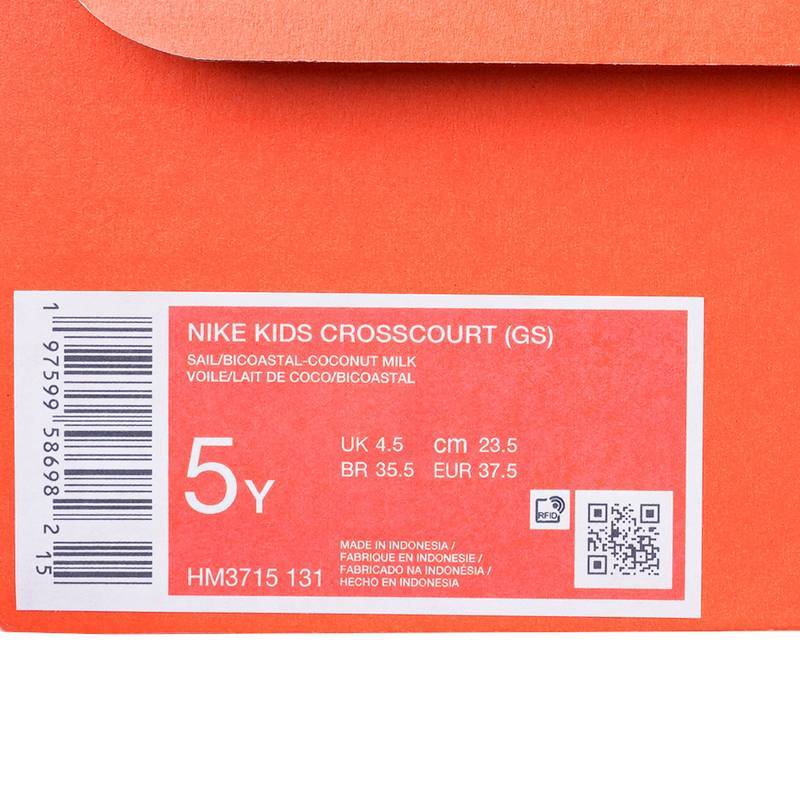 1 97599 58698 2 15
NIKE KIDS CROSSCOURT (GS)
SAIL/BICOASTAL-COCONUT MILK
VOILE/LAIT DE COCO/BICOASTAL
5Y
UK 4.5 cm 23.5
BR 35.5 EUR 37.5
RFID
HM3715 131
MADE IN INDONESIA /
FABRIQUE EN INDONESIE /
FABRICADO NA INDONÉSIA /
HECHO EN INDONESIA